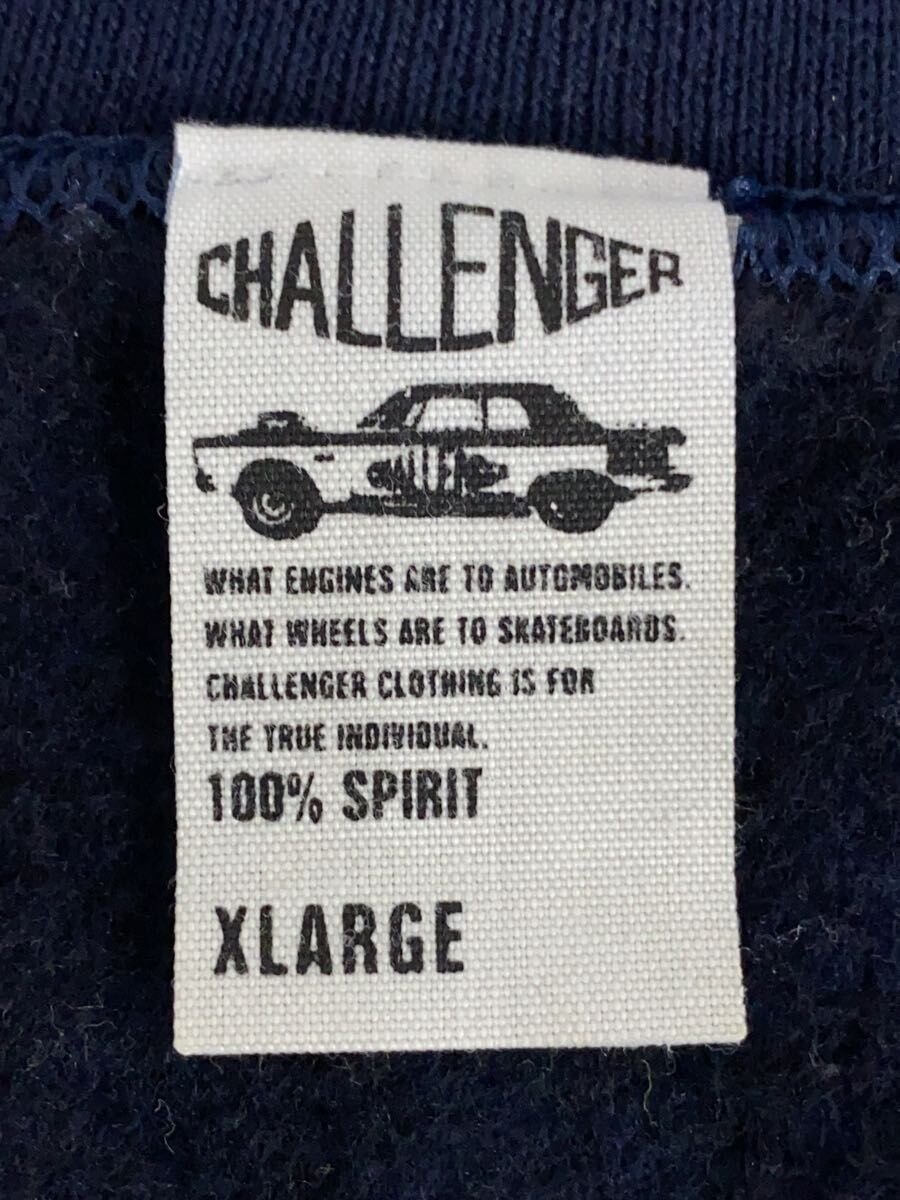 CHALLENGER
CHALLENGER
WHAT ENGINES ARE TO AUTOMOBILES.
WHAT WHEELS ARE TO SKATEBOARDS.
CHALLENGER CLOTHING IS FOR
THE TRUE INDIVIDUAL.
100% SPIRIT
XLARGE